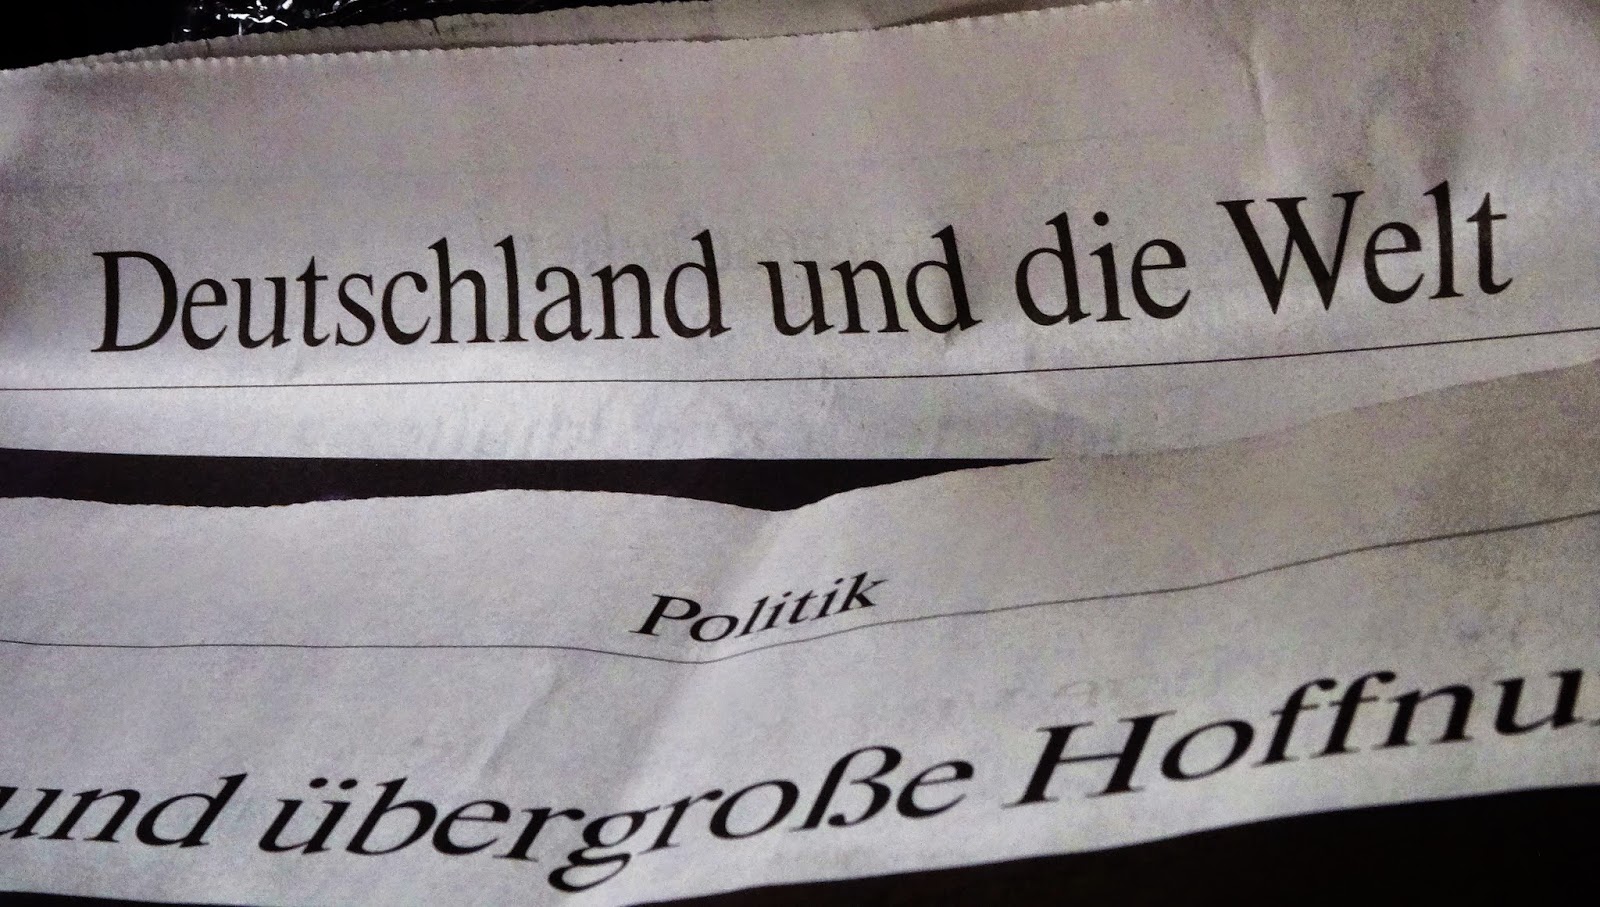 Deutschland und die Welt
Politik
und übergroße Hoffnu